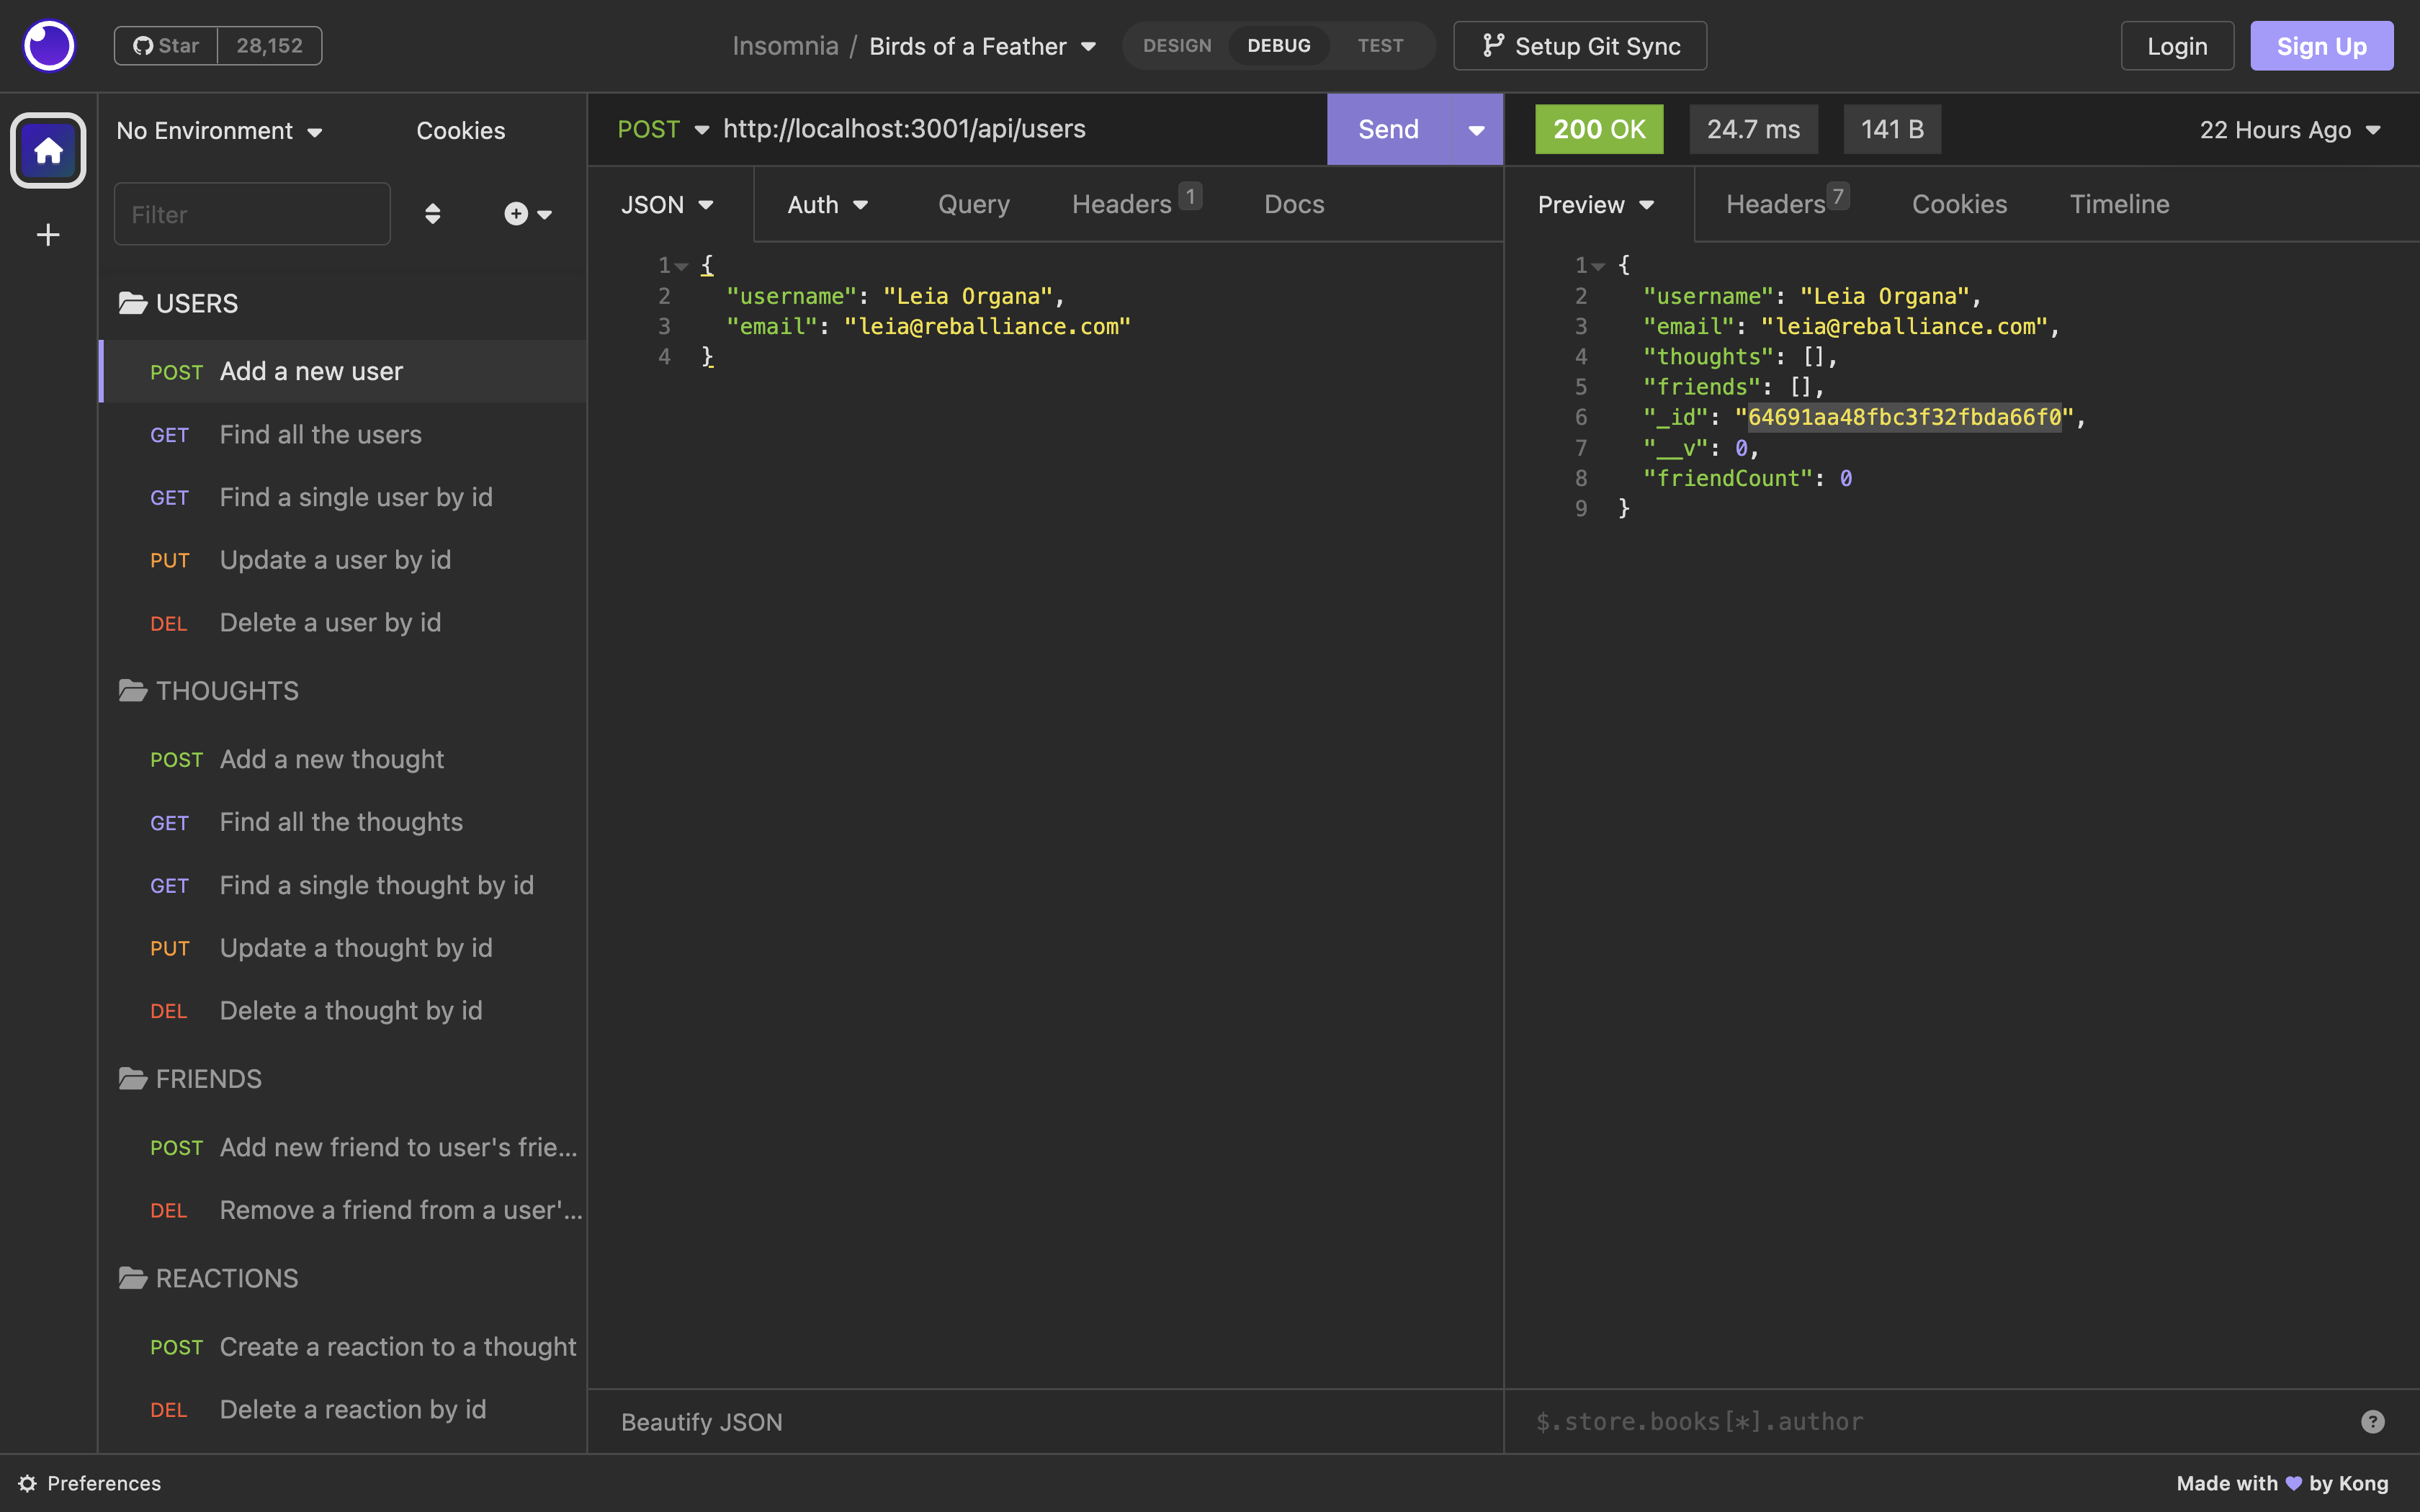 Star 28,152
Insomnia / Birds of a Feather
DESIGN DEBUG TEST
Setup Git Sync
Login
Sign Up
No Environment
Cookies
Filter
USERS
POST Add a new user
GET Find all the users
GET Find a single user by id
PUT Update a user by id
DEL Delete a user by id
THOUGHTS
POST Add a new thought
GET Find all the thoughts
GET Find a single thought by id
PUT Update a thought by id
DEL Delete a thought by id
FRIENDS
POST Add new friend to user's frie...
DEL Remove a friend from a user'...
REACTIONS
POST Create a reaction to a thought
DEL Delete a reaction by id
POST http://localhost:3001/api/users
Send
JSON Auth Query Headers 1 Docs
1 {
2 "username": "Leia Organa",
3 "email": "leia@reballiance.com"
4 }
Beautify JSON
200 OK 24.7 ms 141 B 22 Hours Ago
Preview Headers 7 Cookies Timeline
1 {
2 "username": "Leia Organa",
3 "email": "leia@reballiance.com",
4 "thoughts": [],
5 "friends": [],
6 "_id": "64691aa48fbc3f32fbda66f0",
7 "__v": 0,
8 "friendCount": 0
9 }
$.store.books[*].author
?
Preferences
Made with 💜 by Kong